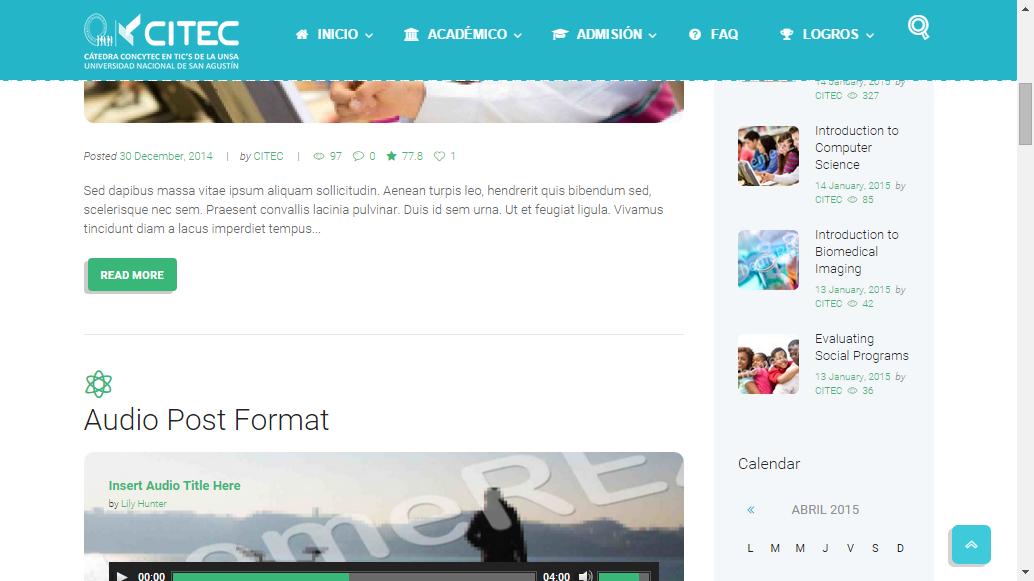 CITEC
CÁTEDRA CONCYTEC EN TIC'S DE LA UNSA
UNIVERSIDAD NACIONAL DE SAN AGUSTÍN
INICIO
ACADÉMICO
ADMISIÓN
FAQ
LOGROS
Posted 30 December, 2014 | by CITEC | 97 0 77.8 1
Sed dapibus massa vitae ipsum aliquam sollicitudin. Aenean turpis leo, hendrerit quis bibendum sed,
scelerisque nec sem. Praesent convallis lacinia pulvinar. Duis id sem urna. Ut et feugiat ligula. Vivamus
tincidunt diam a lacus imperdiet tempus...
READ MORE
Audio Post Format
Insert Audio Title Here
by Lily Hunter
00:00
04:00
14 January, 2015 by
CITEC 327
Introduction to
Computer
Science
14 January, 2015 by
CITEC 85
Introduction to
Biomedical
Imaging
13 January, 2015 by
CITEC 42
Evaluating
Social Programs
13 January, 2015 by
CITEC 36
Calendar
« ABRIL 2015
L M M J V S D